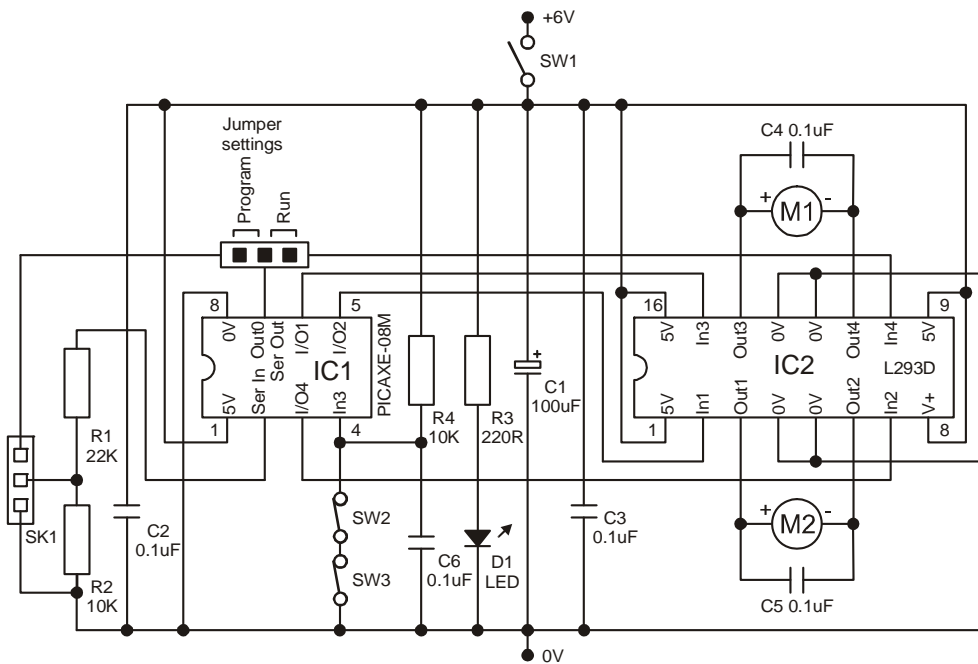 +6V
SW1
Jumper
settings
Program
Run
C4 0.1uF
+ M1 -
8
5
0V
Out0
Ser Out
I/O1
I/O2
IC1
PICAXE-08M
5V
Ser In
I/O4
In3
1
4
R4
10K
R3
220R
+
C1
100uF
16
9
5V
In3
Out3
0V
0V
Out4
In4
5V
IC2
L293D
5V
In1
Out1
0V
0V
Out2
In2
V+
1
8
R1
22K
SK1
R2
10K
C2
0.1uF
SW2
SW3
C6
0.1uF
D1
LED
C3
0.1uF
+ M2 -
C5 0.1uF
0V